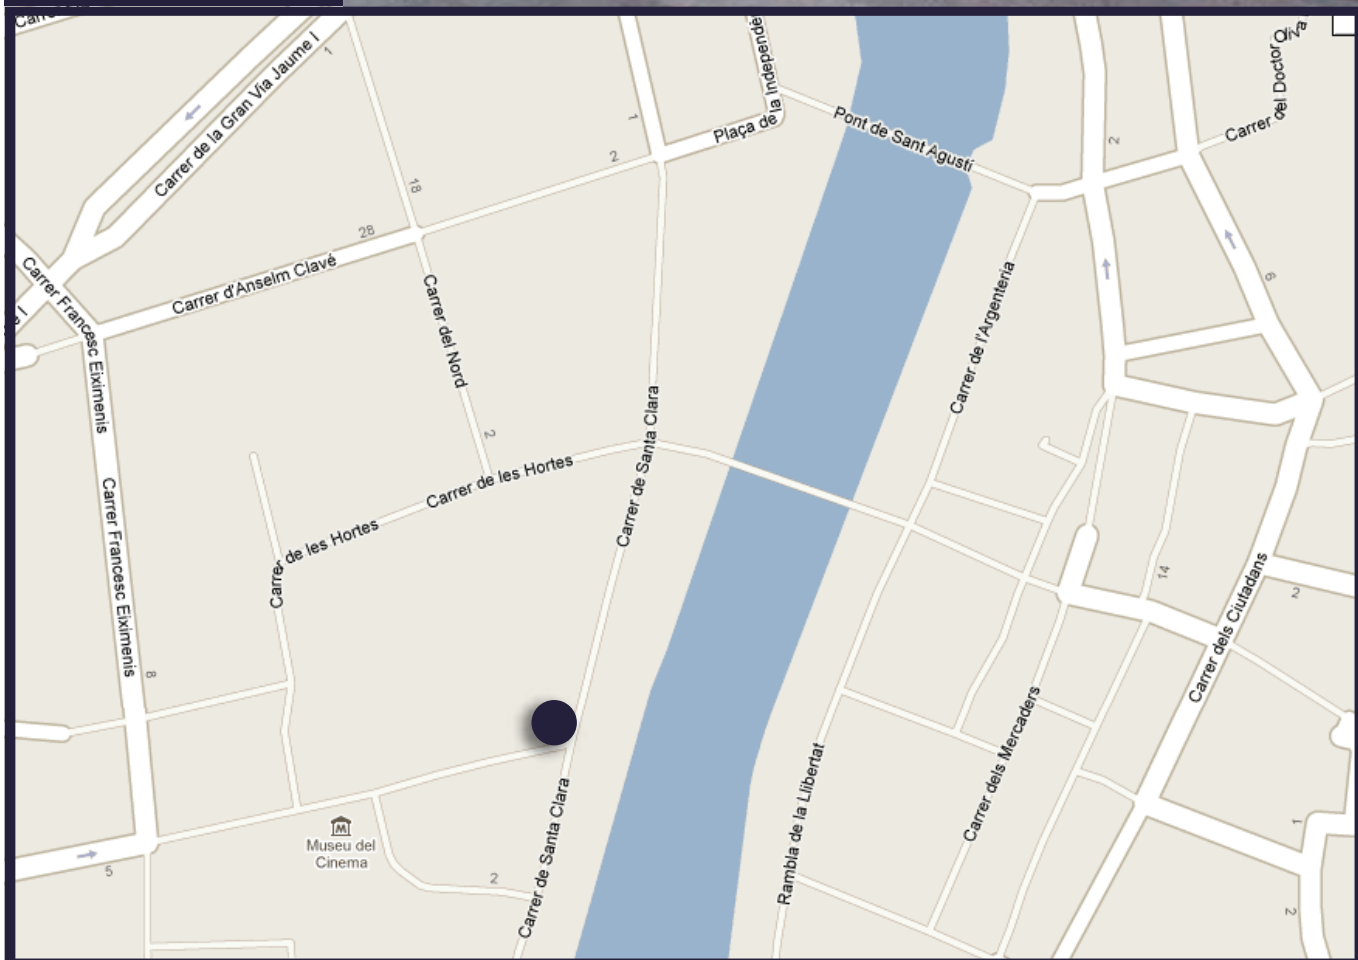 Carrer de la Gran Via Jaume I
1
1
la Independè
Plaça de
Pont de Sant Agustí
2
Carrer del Doctor Oliva
18
2
28
Carrer d'Anselm Clavé
Carrer Francesc Eiximenis
e I
6
Carrer del Nord
Carrer de l'Argenteria
2
Carrer de Santa Clara
Carrer de les Hortes
Carrer de les Hortes
Carrer Francesc Eiximenis
14
2
8
Carrer dels Ciutadans
Carrer dels Mercaders
Rambla de la Llibertat
Carrer de Santa Clara
Museu del
Cinema
5
2
1
2